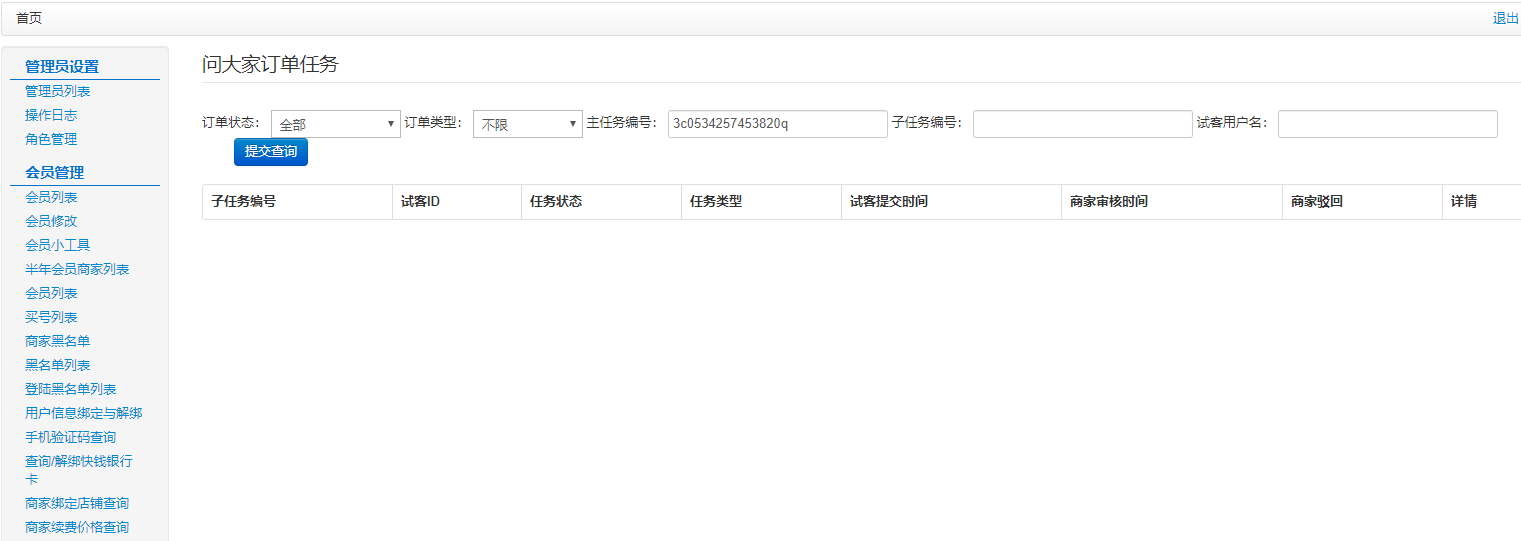 首页
退出
管理员设置
管理员列表
操作日志
角色管理
会员管理
会员列表
会员修改
会员小工具
半年会员商家列表
会员列表
买号列表
商家黑名单
黑名单列表
登陆黑名单列表
用户信息绑定与解绑
手机验证码查询
查询/解绑快钱银行
卡
商家绑定店铺查询
商家续费价格查询
问大家订单任务
订单状态： 全部 订单类型： 不限 主任务编号： 3c0534257453820q 子任务编号： 试客用户名：
提交查询
子任务编号 试客ID 任务状态 任务类型 试客提交时间 商家审核时间 商家驳回 详情